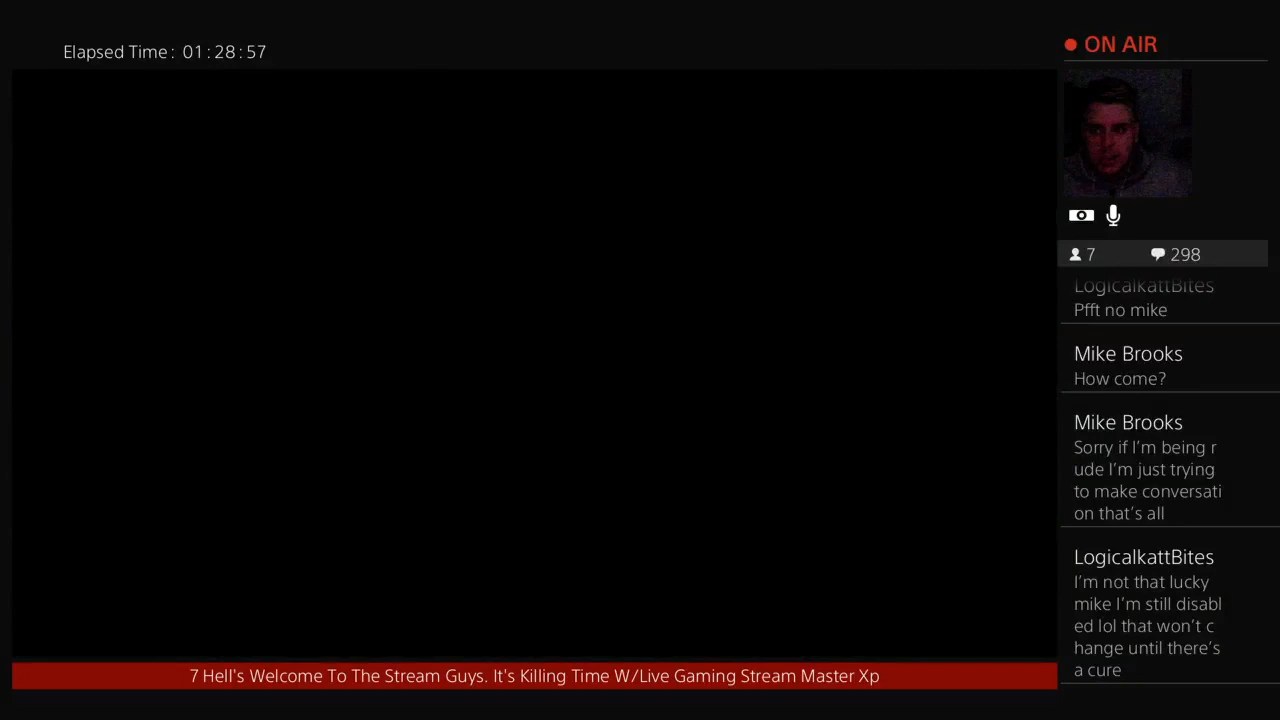 Elapsed Time: 01:28:57
ON AIR
7 298
LogicalkattBites
Pfft no mike
Mike Brooks
How come?
Mike Brooks
Sorry if I'm being r
ude I'm just trying
to make conversati
on that's all
LogicalkattBites
I'm not that lucky
mike I'm still disabl
ed lol that won't c
hange until there's
a cure
7 Hell's Welcome To The Stream Guys. It's Killing Time W/Live Gaming Stream Master Xp